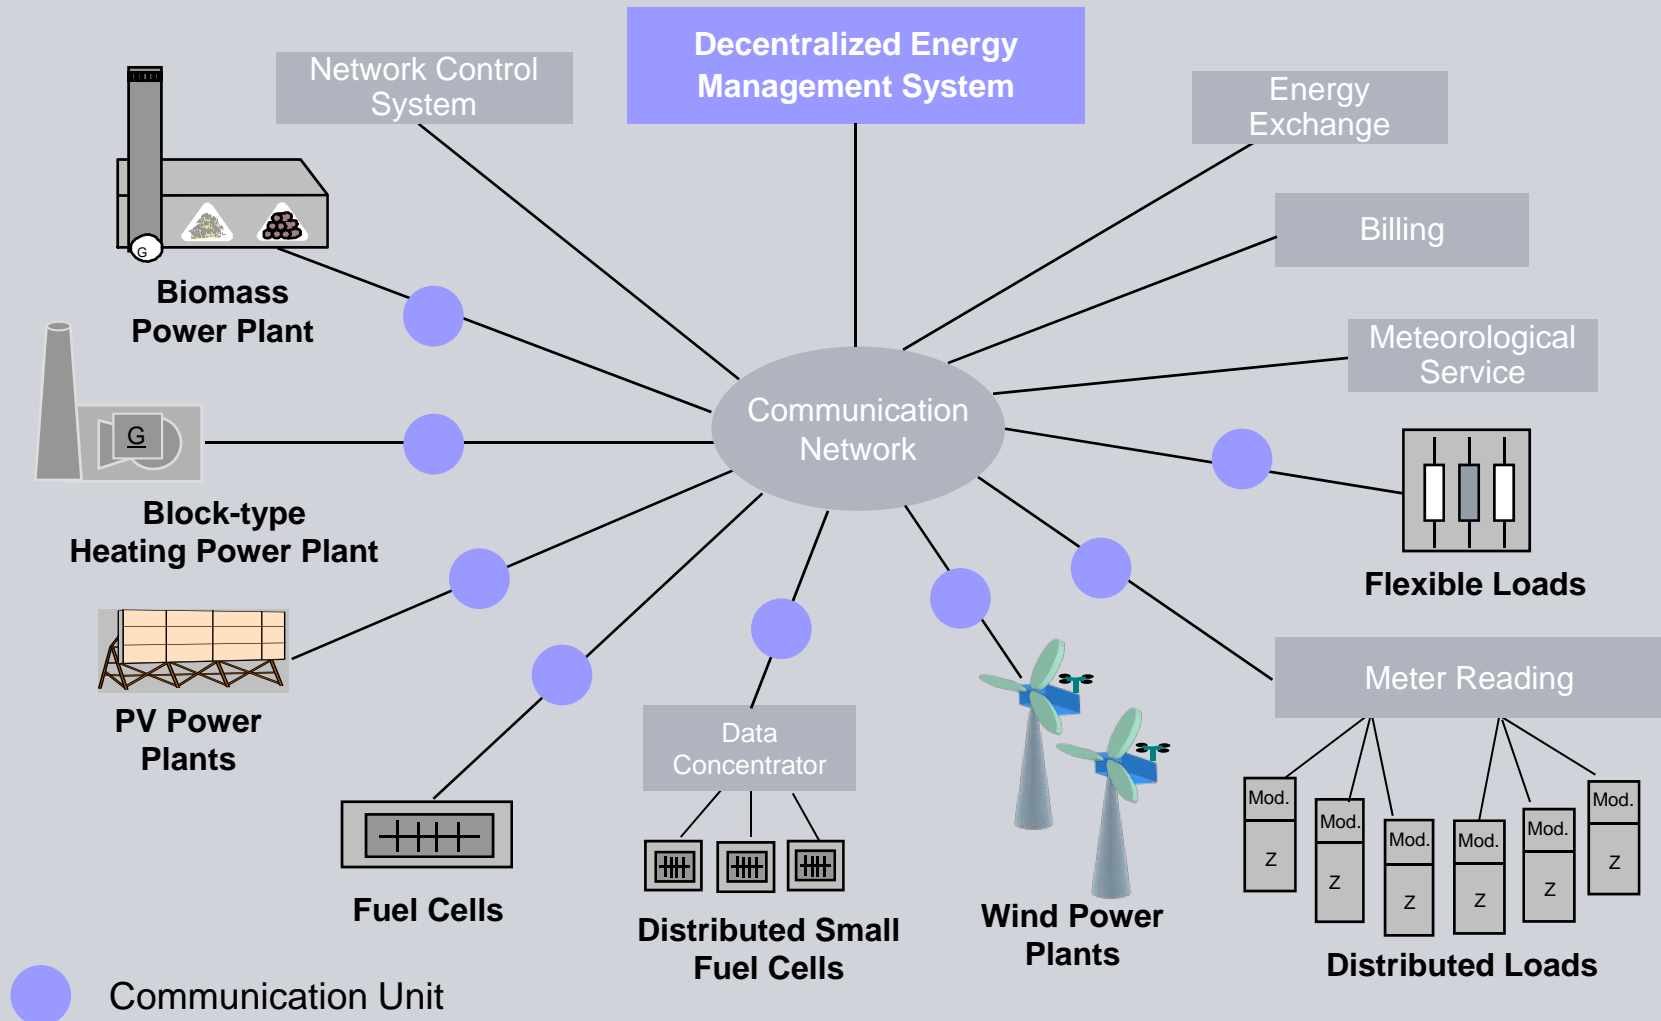 Decentralized Energy
Management System
Network Control
System
Energy
Exchange
Billing
Meteorological
Service
G
Biomass
Power Plant
Communication
Network
G
Block-type
Heating Power Plant
Flexible Loads
PV Power
Plants
Meter Reading
Data
Concentrator
Fuel Cells
Distributed Small
Fuel Cells
Wind Power
Plants
Mod.
Z
Mod.
Z
Mod.
Z
Mod.
Z
Mod.
Z
Mod.
Z
Distributed Loads
Communication Unit